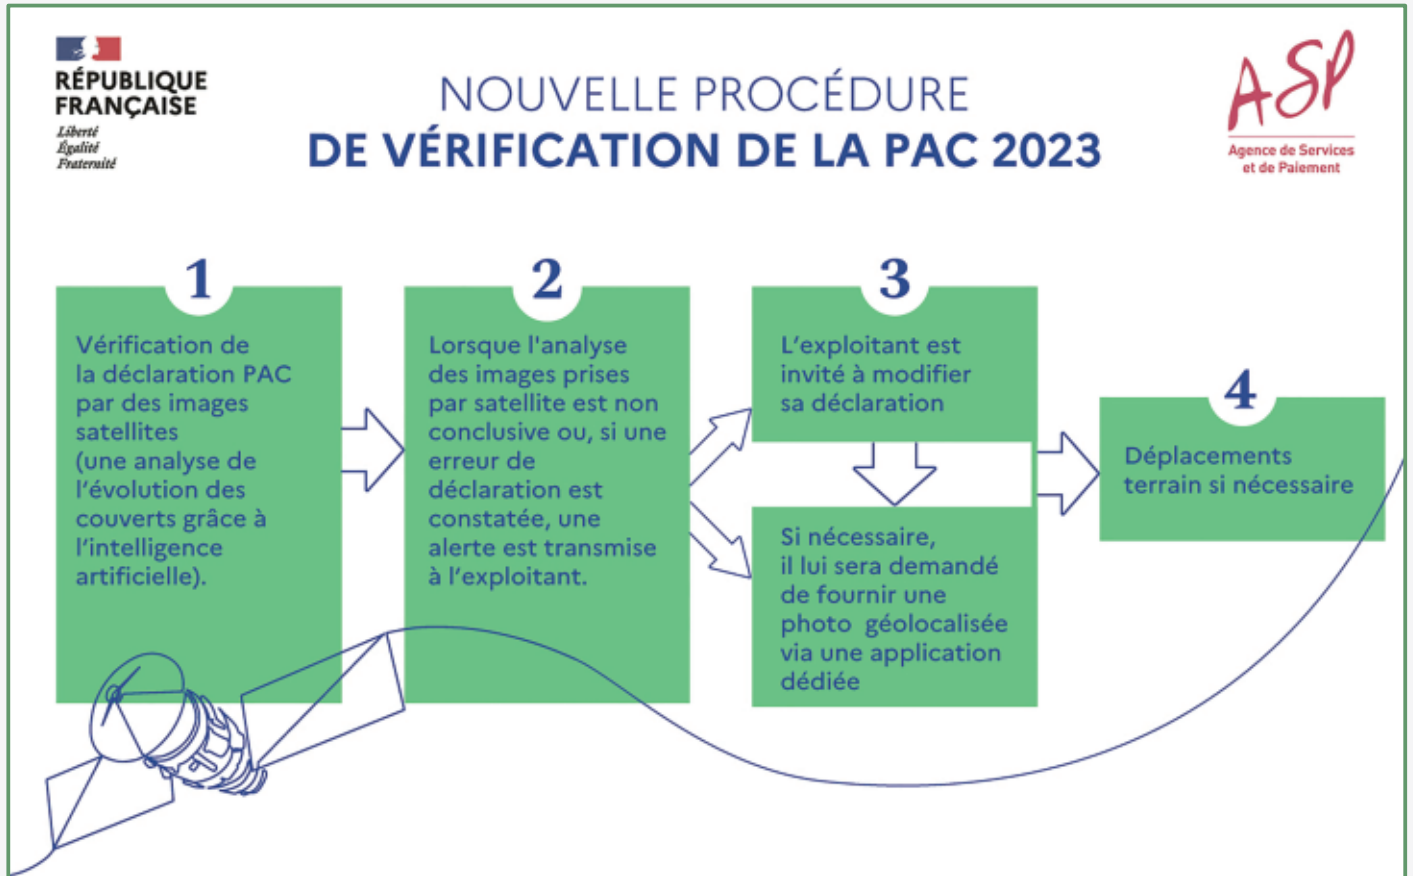 RÉPUBLIQUE
FRANÇAISE
Liberté
Égalité
Fraternité
NOUVELLE PROCÉDURE
DE VÉRIFICATION DE LA PAC 2023
ASP
Agence de Services
et de Paiement
1
Vérification de
la déclaration PAC
par des images
satellites
(une analyse de
l'évolution des
couverts grâce à
l'intelligence
artificielle).
2
Lorsque l'analyse
des images prises
par satellite est non
conclusive ou, si une
erreur de
déclaration est
constatée, une
alerte est transmise
à l'exploitant.
3
L'exploitant est
invité à modifier
sa déclaration
Si nécessaire,
il lui sera demandé
de fournir une
photo géolocalisée
via une application
dédiée
4
Déplacements
terrain si nécessaire